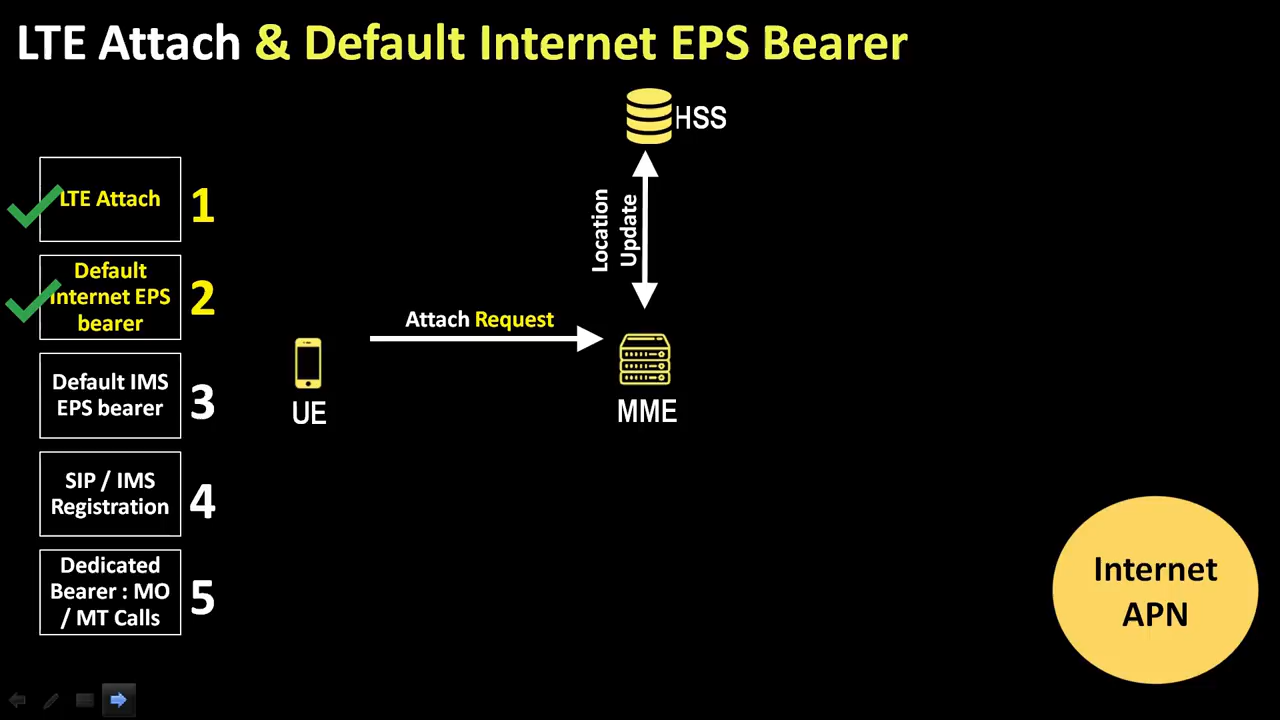 LTE Attach & Default Internet EPS Bearer
HSS
Location
Update
LTE Attach
1
Default
Internet EPS
bearer
2
Default IMS
EPS bearer
3
SIP / IMS
Registration
4
Dedicated
Bearer : MO
/ MT Calls
5
Attach Request
UE
MME
Internet
APN